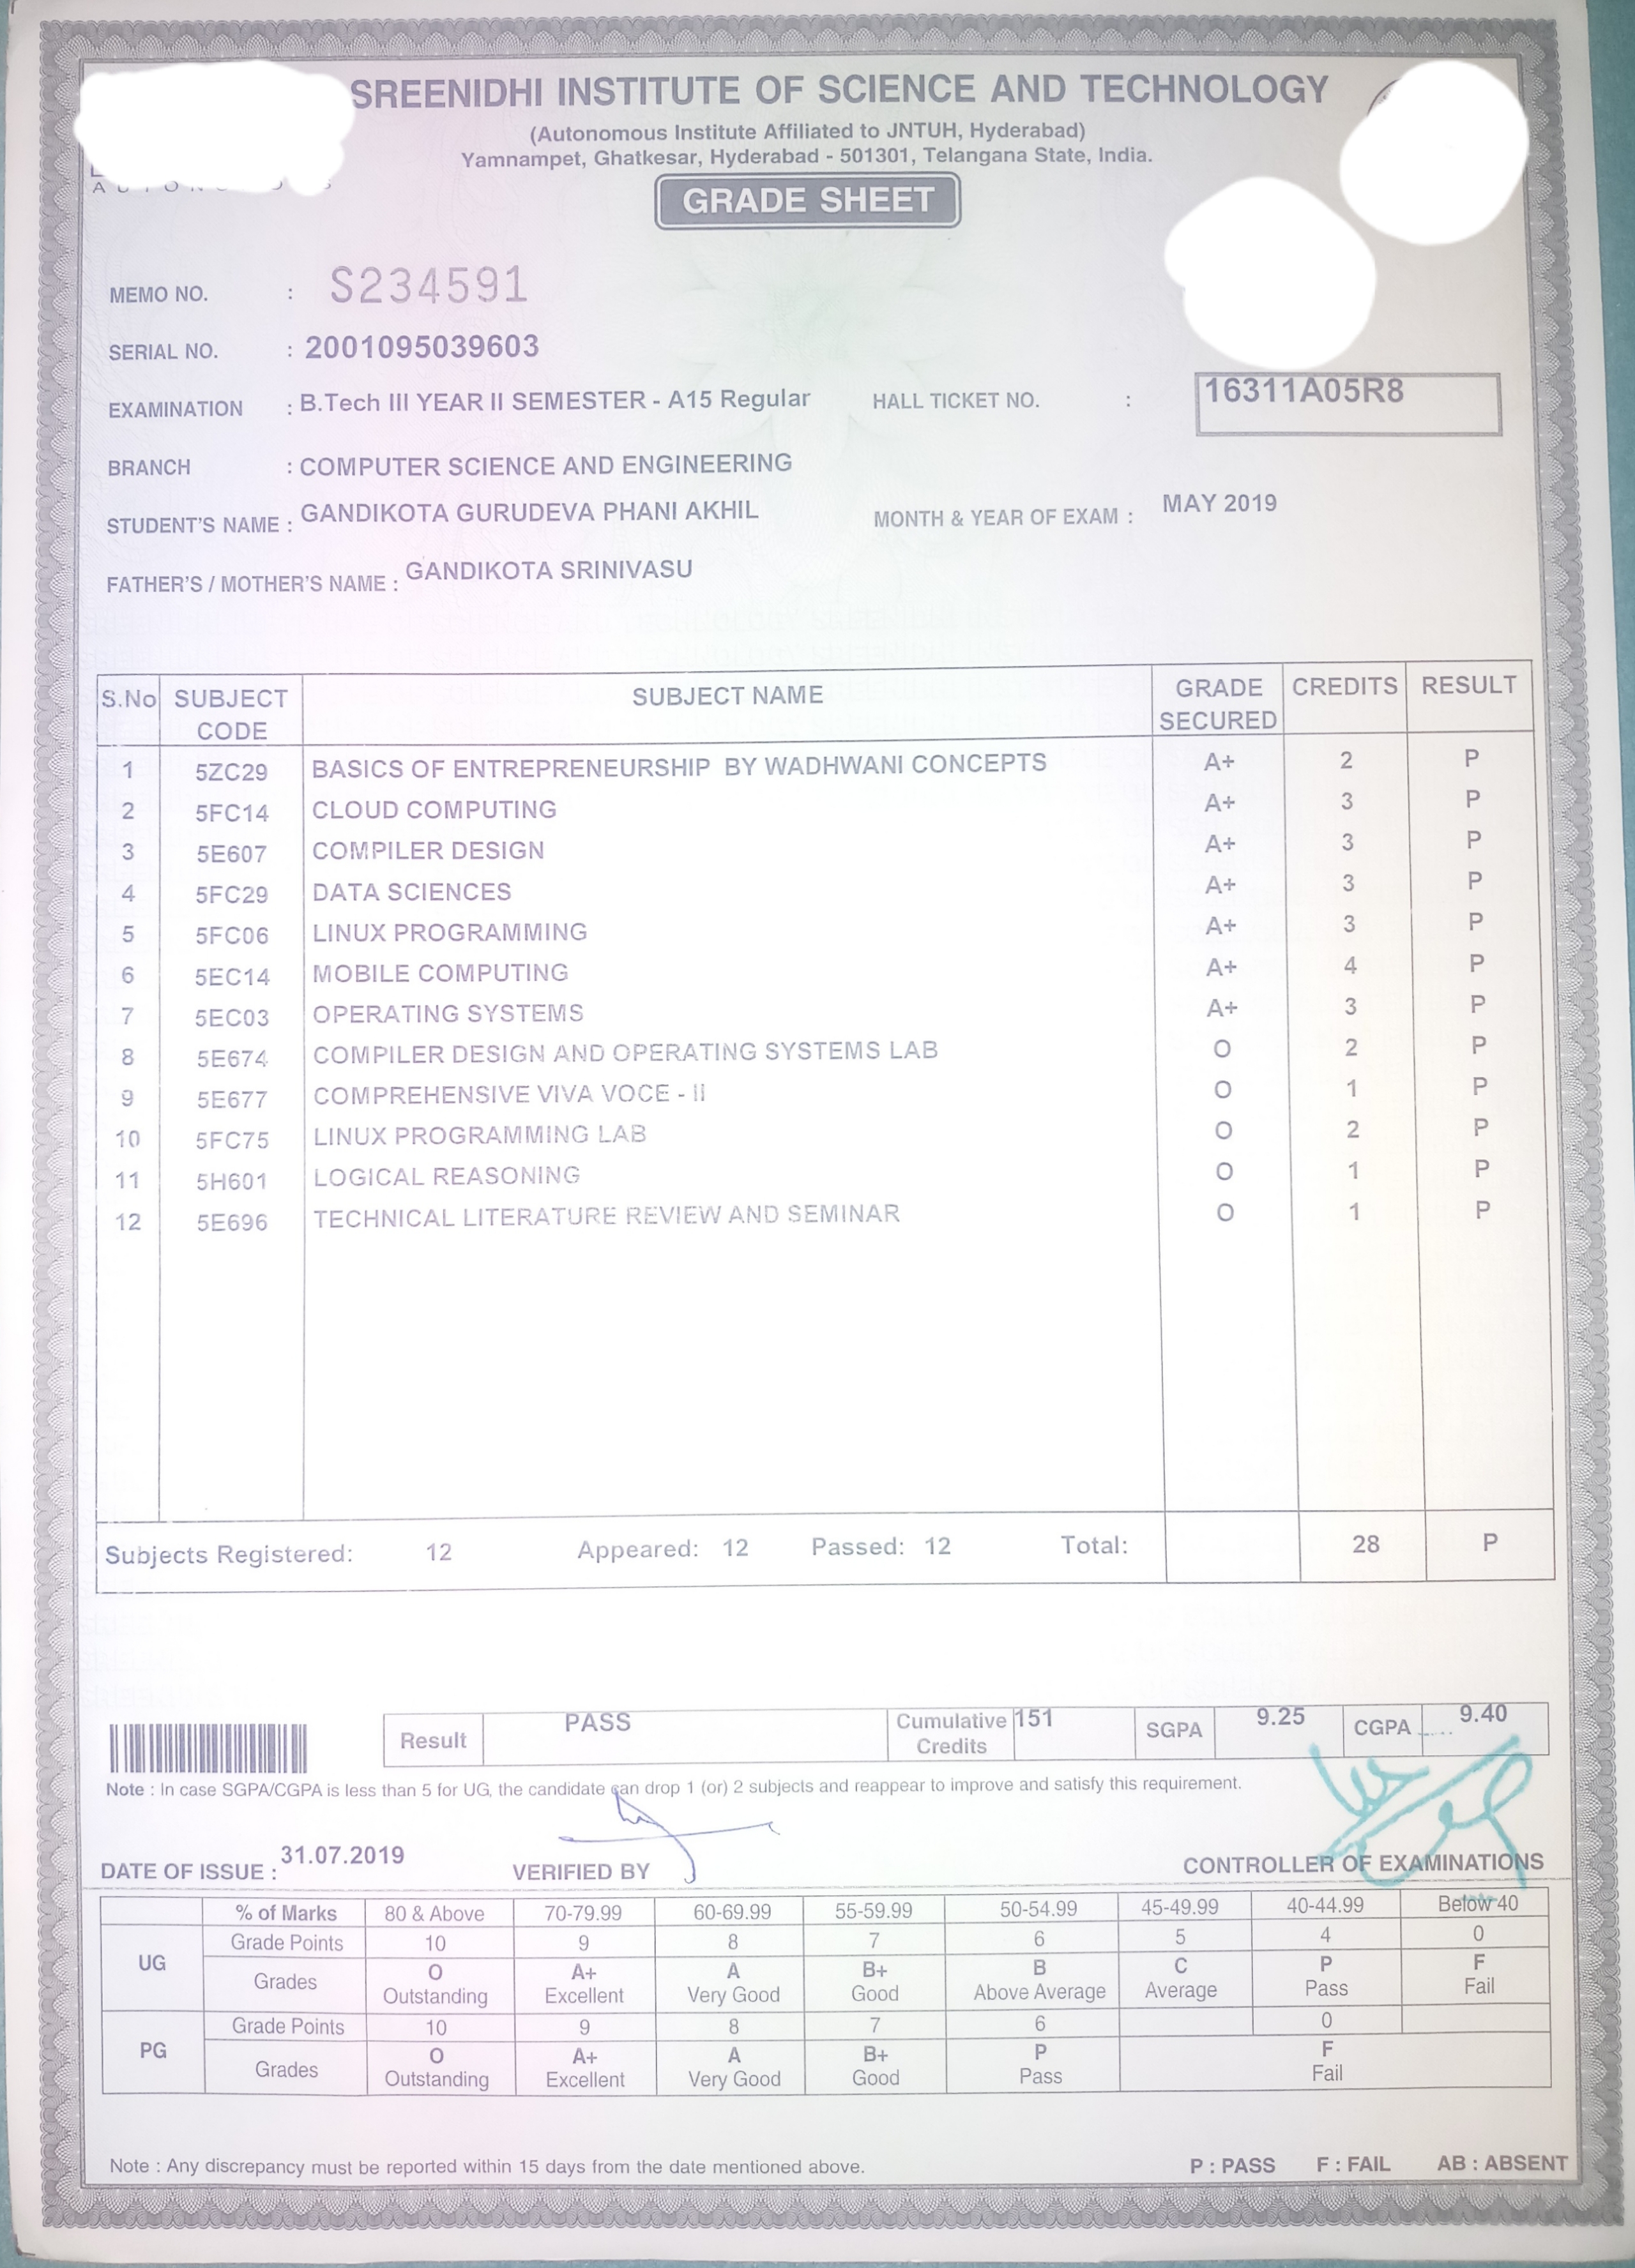 SREENIDHI INSTITUTE OF SCIENCE AND TECHNOLOGY
(Autonomous Institute Affiliated to JNTUH, Hyderabad)
Yamnampet, Ghatkesar, Hyderabad - 501301, Telangana State, India.
GRADE SHEET
MEMO NO. : S234591
SERIAL NO. : 2001095039603
EXAMINATION : B.Tech III YEAR II SEMESTER - A15 Regular HALL TICKET NO. : 16311A05R8
BRANCH : COMPUTER SCIENCE AND ENGINEERING
STUDENT'S NAME : GANDIKOTA GURUDEVA PHANI AKHIL MONTH & YEAR OF EXAM : MAY 2019
FATHER'S / MOTHER'S NAME : GANDIKOTA SRINIVASU
S.No SUBJECT CODE SUBJECT NAME GRADE SECURED CREDITS RESULT
1 5ZC29 BASICS OF ENTREPRENEURSHIP BY WADHWANI CONCEPTS A+ 2 P
2 5FC14 CLOUD COMPUTING A+ 3 P
3 5E607 COMPILER DESIGN A+ 3 P
4 5FC29 DATA SCIENCES A+ 3 P
5 5FC06 LINUX PROGRAMMING A+ 3 P
6 5EC14 MOBILE COMPUTING A+ 4 P
7 5EC03 OPERATING SYSTEMS A+ 3 P
8 5E674 COMPILER DESIGN AND OPERATING SYSTEMS LAB O 2 P
9 5E677 COMPREHENSIVE VIVA VOCE - II O 1 P
10 5FC75 LINUX PROGRAMMING LAB O 2 P
11 5H601 LOGICAL REASONING O 1 P
12 5E696 TECHNICAL LITERATURE REVIEW AND SEMINAR O 1 P
Subjects Registered: 12 Appeared: 12 Passed: 12 Total: 28 P
Result PASS Cumulative Credits 151 SGPA 9.25 CGPA 9.40
Note : In case SGPA/CGPA is less than 5 for UG, the candidate can drop 1 (or) 2 subjects and reappear to improve and satisfy this requirement.
DATE OF ISSUE : 31.07.2019 VERIFIED BY CONTROLLER OF EXAMINATIONS
% of Marks 80 & Above 70-79.99 60-69.99 55-59.99 50-54.99 45-49.99 40-44.99 Below 40
UG Grade Points 10 9 8 7 6 5 4 0
Grades O Outstanding A+ Excellent A Very Good B+ Good B Above Average C Average P Pass F Fail
PG Grade Points 10 9 8 7 6 0
Grades O Outstanding A+ Excellent A Very Good B+ Good P Pass F Fail
Note : Any discrepancy must be reported within 15 days from the date mentioned above. P : PASS F : FAIL AB : ABSENT